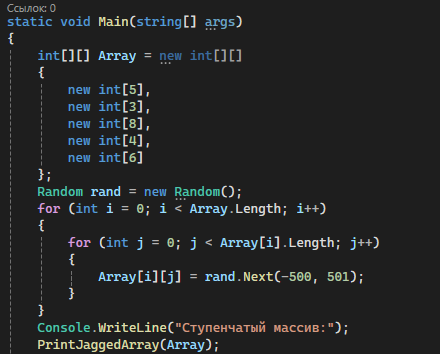 Ссылок: 0
static void Main(string[] args)
{
    int[][] Array = new int[][]
    {
        new int[5],
        new int[3],
        new int[8],
        new int[4],
        new int[6]
    };
    Random rand = new Random();
    for (int i = 0; i < Array.Length; i++)
    {
        for (int j = 0; j < Array[i].Length; j++)
        {
            Array[i][j] = rand.Next(-500, 501);
        }
    }
    Console.WriteLine("Ступенчатый массив:");
    PrintJaggedArray(Array);